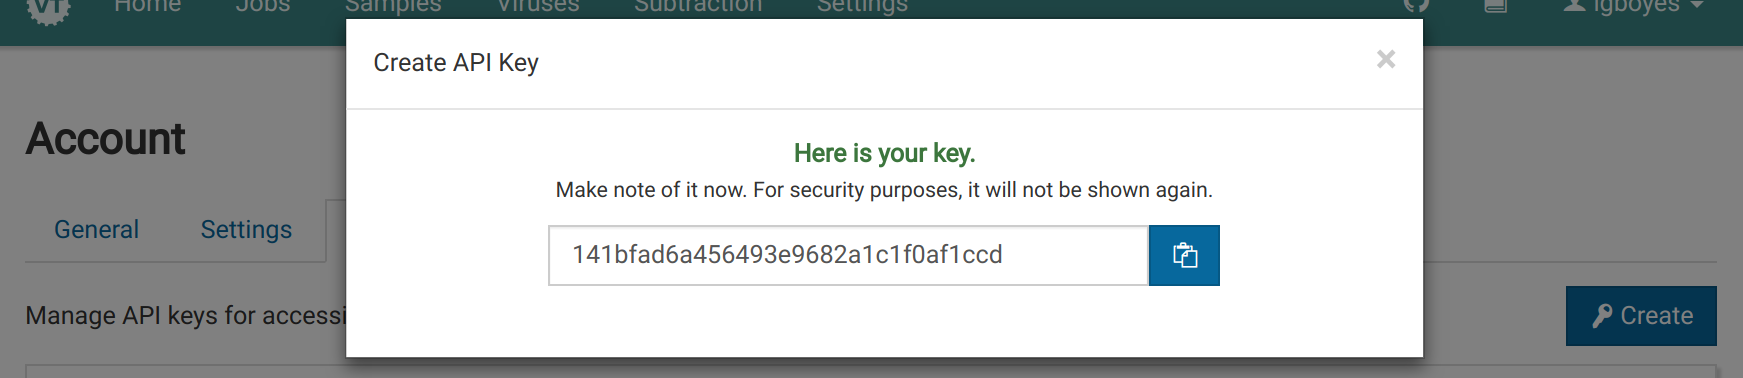 VT Home Jobs Samples Viruses Subtraction Settings igboyes
Create API Key ×
Account
Here is your key.
Make note of it now. For security purposes, it will not be shown again.
General Settings
141bfad6a456493e9682a1c1f0af1ccd
Manage API keys for accessi
Create